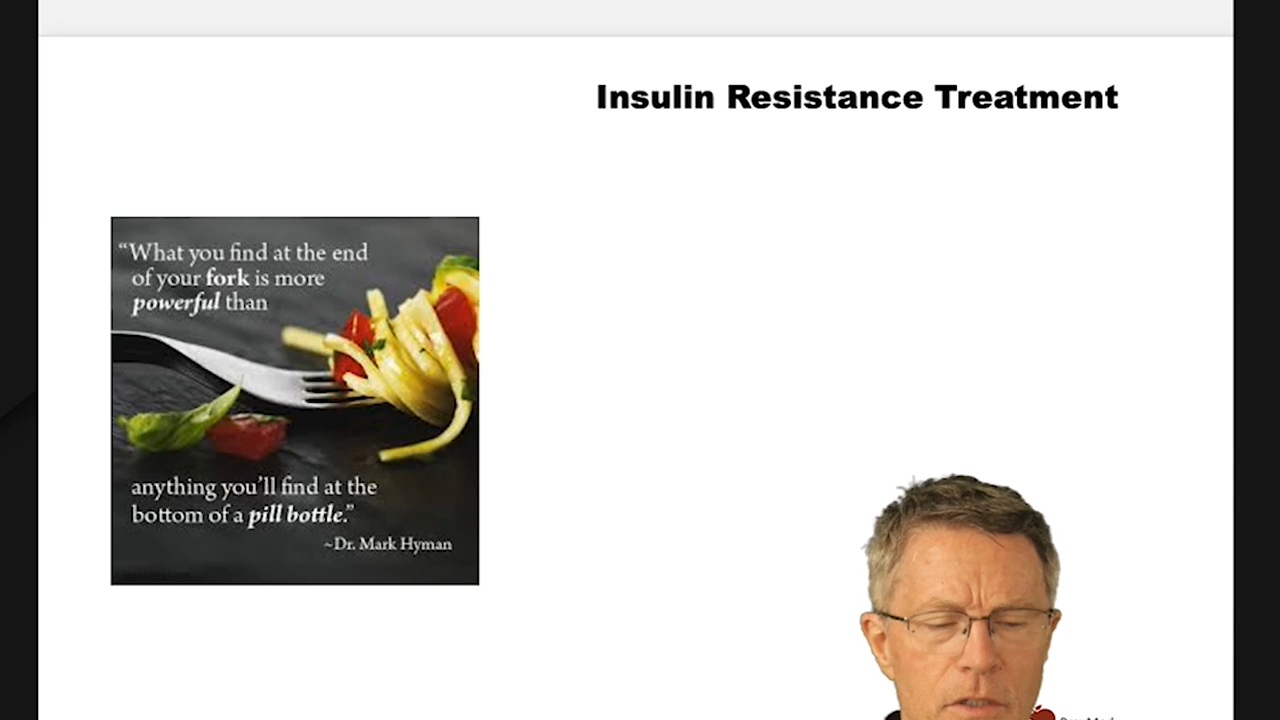 Insulin Resistance Treatment
“What you find at the end
of your fork is more
powerful than
anything you’ll find at the
bottom of a pill bottle.”
~Dr. Mark Hyman